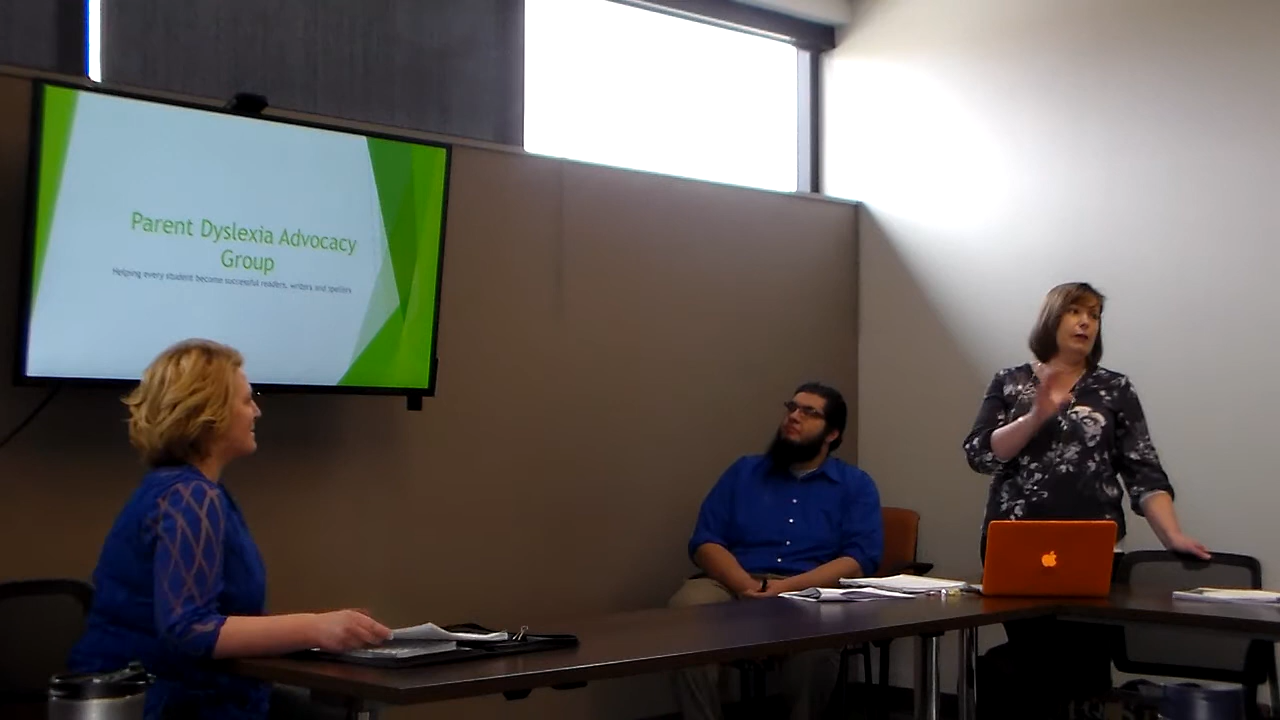 Parent Dyslexia Advocacy
Group
Helping every student become successful readers, writers and spellers